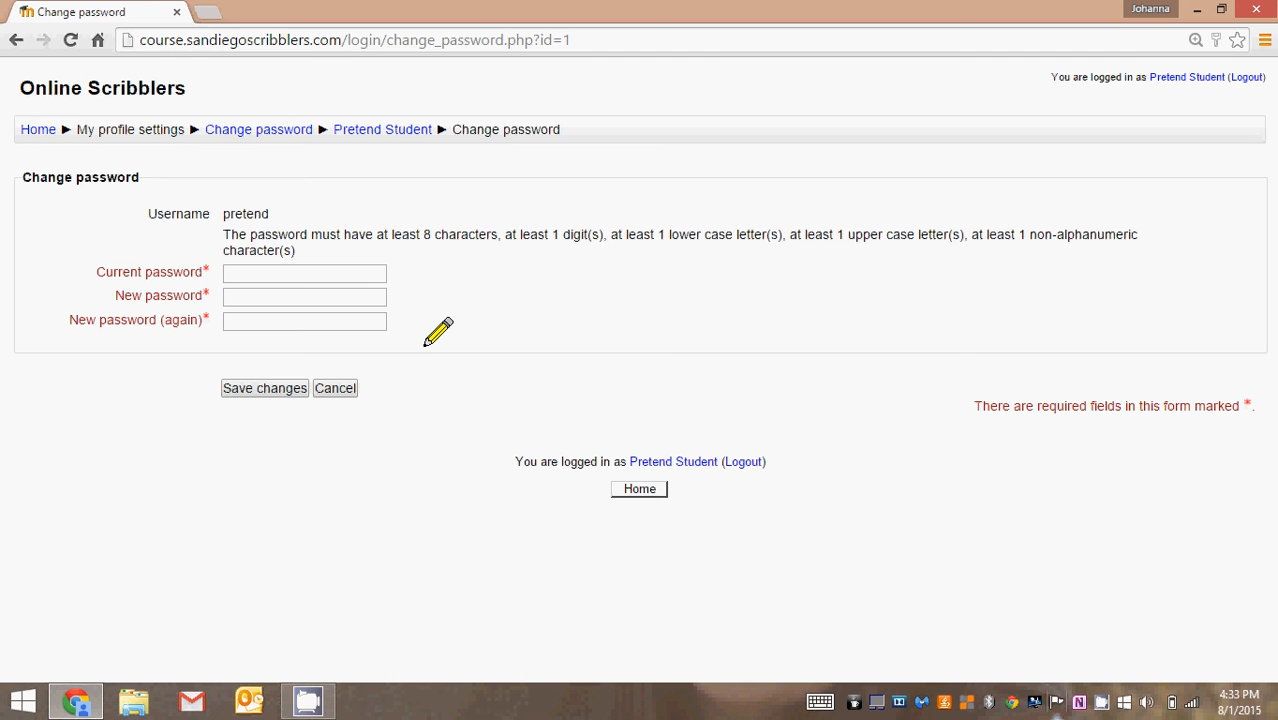 Change password
Johanna
course.sandiegoscribblers.com/login/change_password.php?id=1
Online Scribblers
You are logged in as Pretend Student (Logout)
Home ► My profile settings ► Change password ► Pretend Student ► Change password
Change password
Username pretend
The password must have at least 8 characters, at least 1 digit(s), at least 1 lower case letter(s), at least 1 upper case letter(s), at least 1 non-alphanumeric
character(s)
Current password*
New password*
New password (again)*
Save changes Cancel
There are required fields in this form marked *.
You are logged in as Pretend Student (Logout)
Home
4:33 PM
8/1/2015